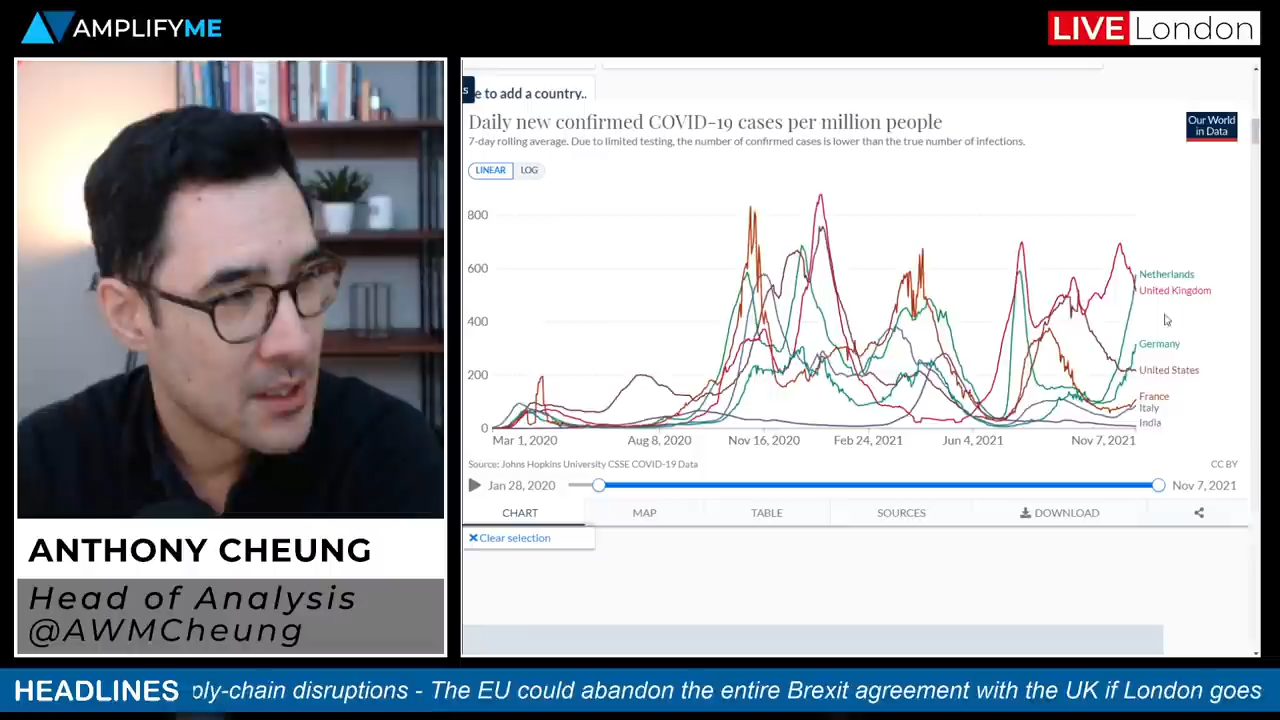 AMPLIFYME
LIVE London
e to add a country..
Daily new confirmed COVID-19 cases per million people
7-day rolling average. Due to limited testing, the number of confirmed cases is lower than the true number of infections.
Our World
in Data
LINEAR LOG
800
600
400
200
0
Netherlands
United Kingdom
Germany
United States
France
Italy
India
Mar 1, 2020 Aug 8, 2020 Nov 16, 2020 Feb 24, 2021 Jun 4, 2021 Nov 7, 2021
Source: Johns Hopkins University CSSE COVID-19 Data CC BY
Jan 28, 2020 Nov 7, 2021
CHART MAP TABLE SOURCES DOWNLOAD
Clear selection
ANTHONY CHEUNG
Head of Analysis
@AWMCheung
HEADLINES ply-chain disruptions - The EU could abandon the entire Brexit agreement with the UK if London goes